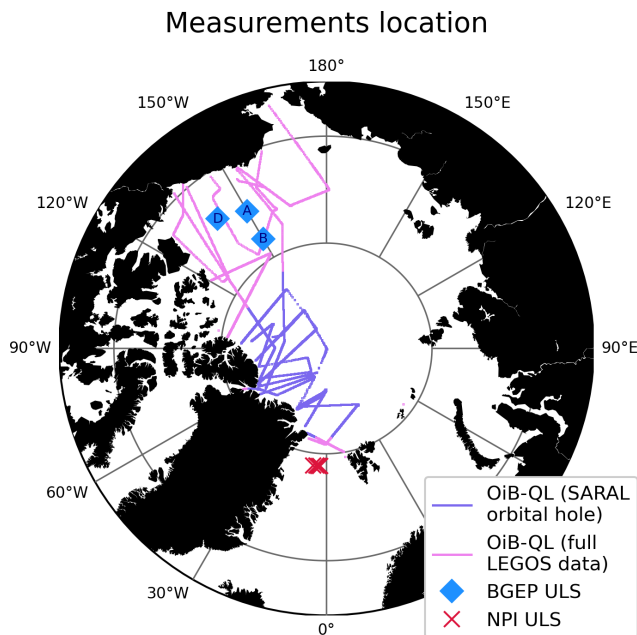 Measurements location
180°
150°W
150°E
120°W
120°E
A
D
B
90°W
90°E
60°W
OiB-QL (SARAL
orbital hole)
OiB-QL (full
LEGOS data)
BGEP ULS
NPI ULS
30°W
0°